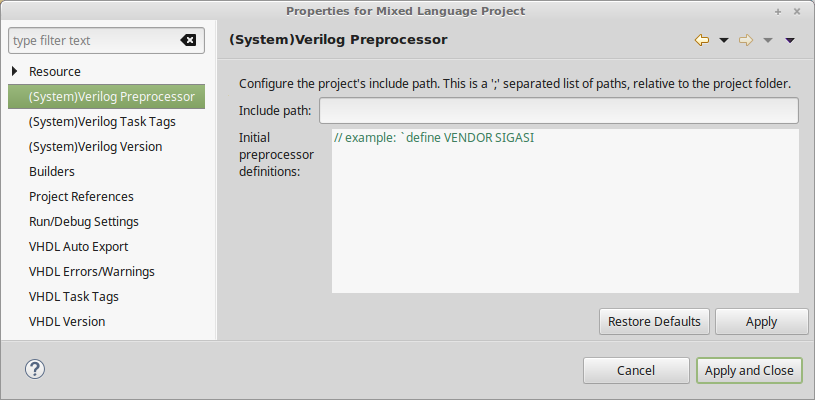 Properties for Mixed Language Project
type filter text
(System)Verilog Preprocessor
Resource
(System)Verilog Preprocessor
(System)Verilog Task Tags
(System)Verilog Version
Builders
Project References
Run/Debug Settings
VHDL Auto Export
VHDL Errors/Warnings
VHDL Task Tags
VHDL Version
Configure the project's include path. This is a ';' separated list of paths, relative to the project folder.
Include path:
Initial
preprocessor
definitions:
// example: `define VENDOR SIGASI
Restore Defaults
Apply
?
Cancel
Apply and Close